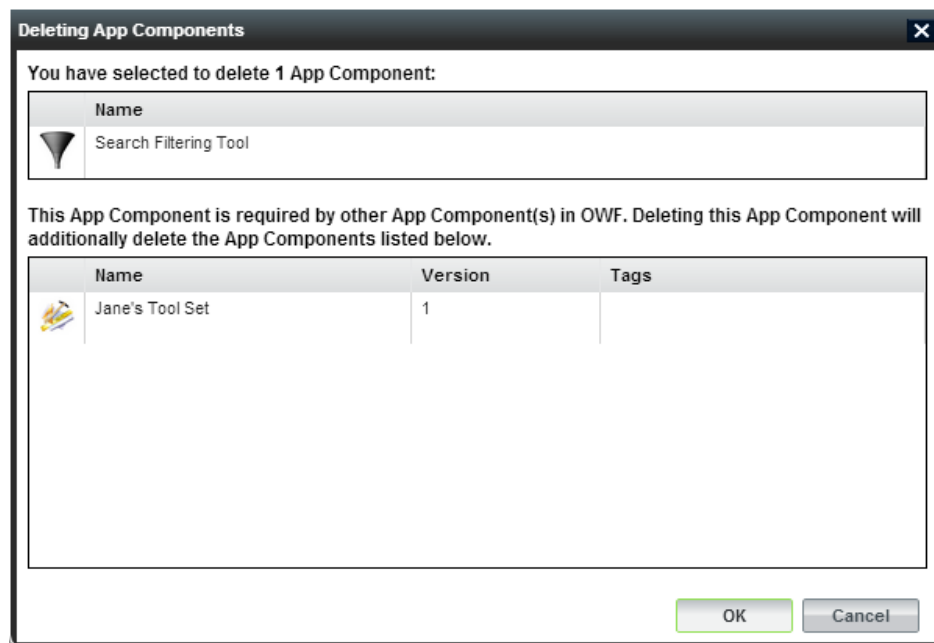 Deleting App Components
You have selected to delete 1 App Component:
Name
Search Filtering Tool
This App Component is required by other App Component(s) in OWF. Deleting this App Component will
additionally delete the App Components listed below.
Name Version Tags
Jane's Tool Set 1
OK Cancel